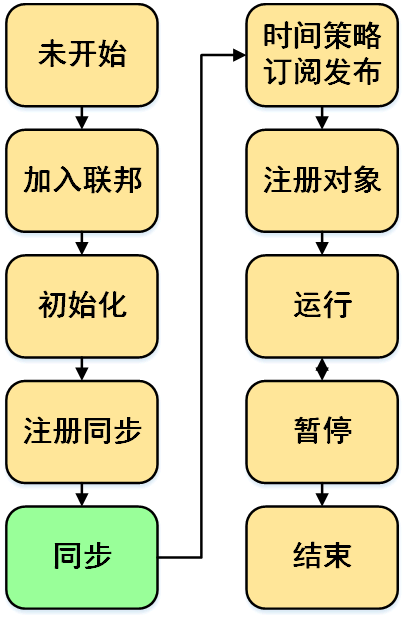 未开始
加入联邦
初始化
注册同步
同步
时间策略
订阅发布
注册对象
运行
暂停
结束